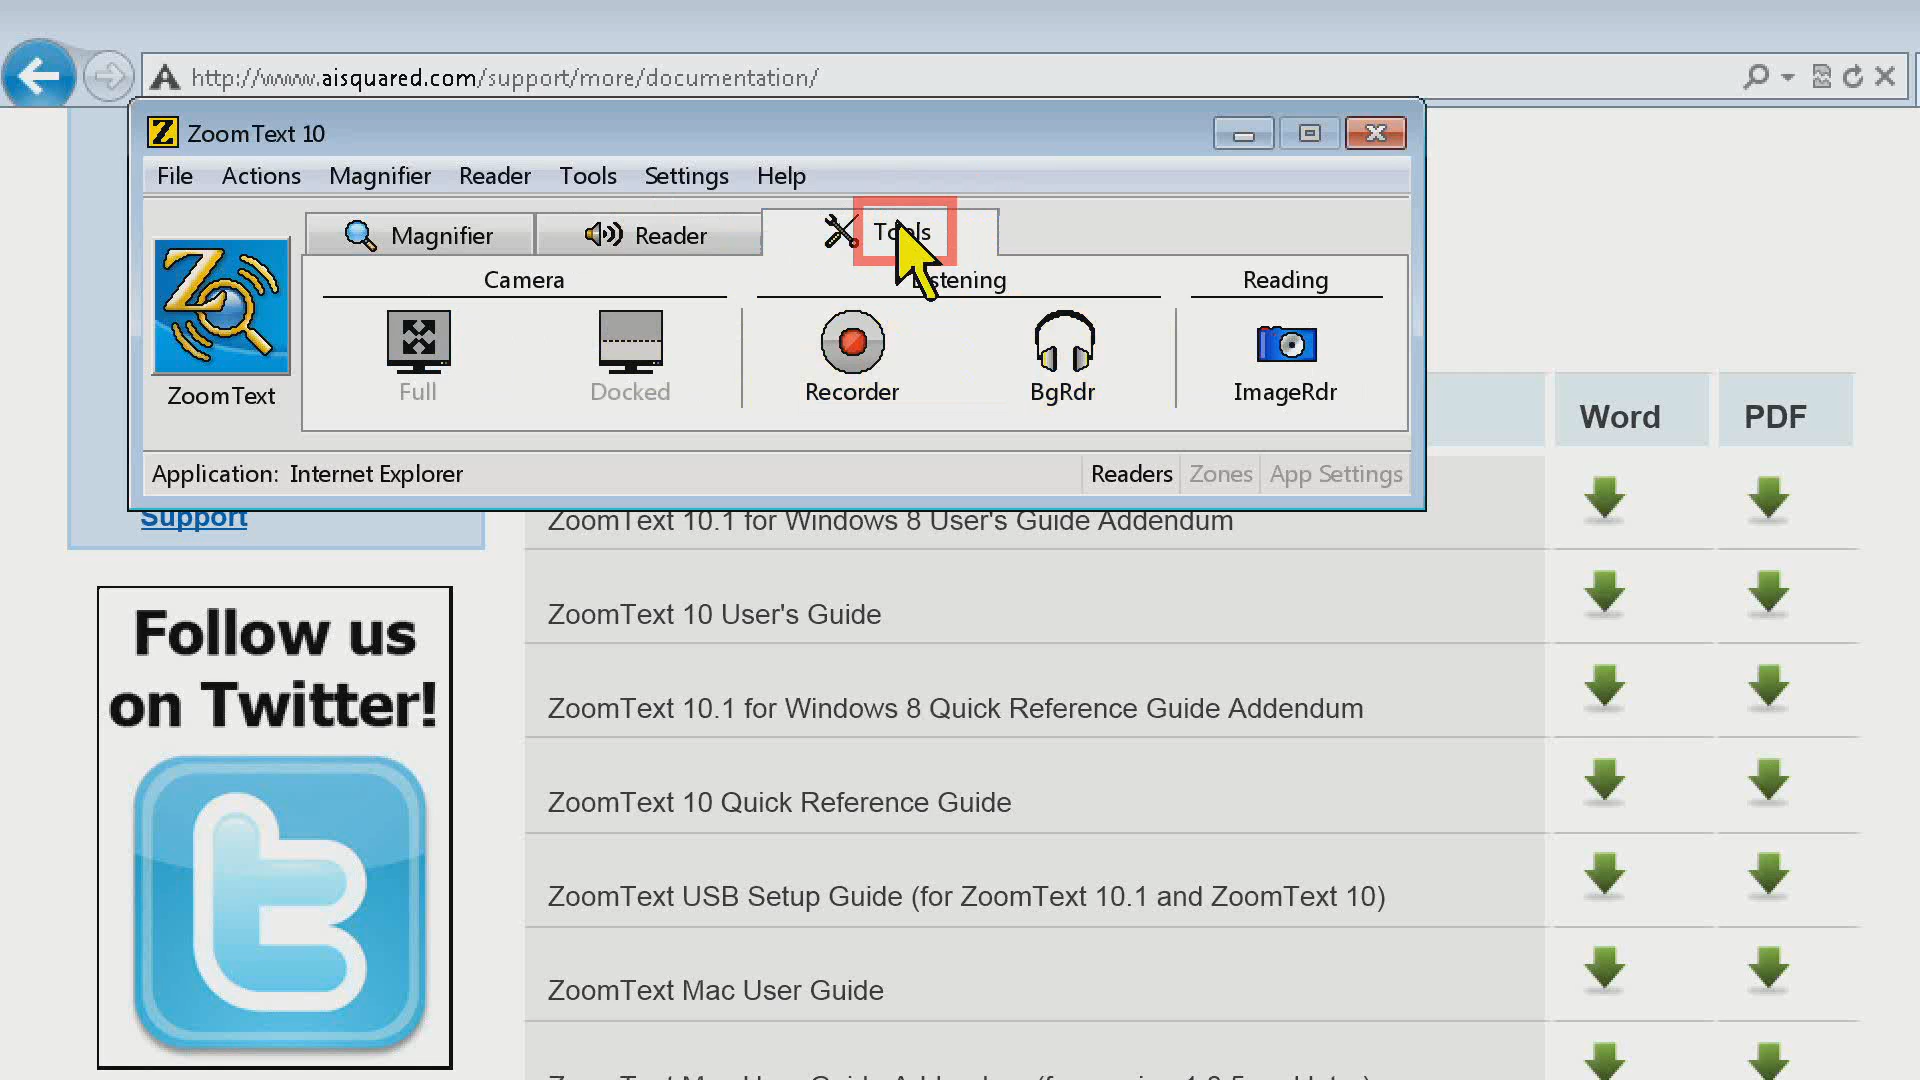 http://www.aisquared.com/support/more/documentation/
ZoomText 10
File Actions Magnifier Reader Tools Settings Help
Magnifier Reader Tools
Camera Listening Reading
Full Docked Recorder BgRdr ImageRdr
ZoomText
Application: Internet Explorer Readers Zones App Settings
Word PDF
Support
ZoomText 10.1 for Windows 8 User's Guide Addendum
ZoomText 10 User's Guide
ZoomText 10.1 for Windows 8 Quick Reference Guide Addendum
ZoomText 10 Quick Reference Guide
ZoomText USB Setup Guide (for ZoomText 10.1 and ZoomText 10)
ZoomText Mac User Guide
Follow us
on Twitter!